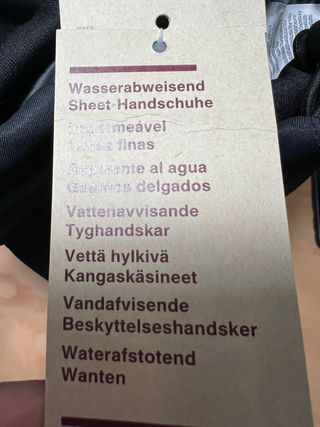 Wasserabweisend
Sheet-Handschuhe
Impermeável
Luvas finas
Repelente al agua
Guantes delgados
Vattenavvisande
Tyghandskar
Vettä hylkivä
Kangaskäsineet
Vandafvisende
Beskyttelseshandsker
Waterafstotend
Wanten